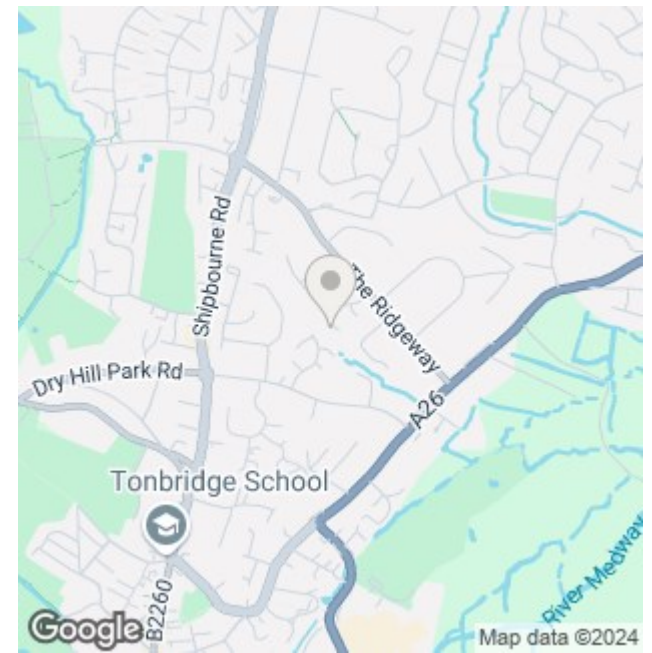 Shipbourne Rd
The Ridgeway
Dry Hill Park Rd
A26
Tonbridge School
River Medway
B2260
Google
Map data ©2024